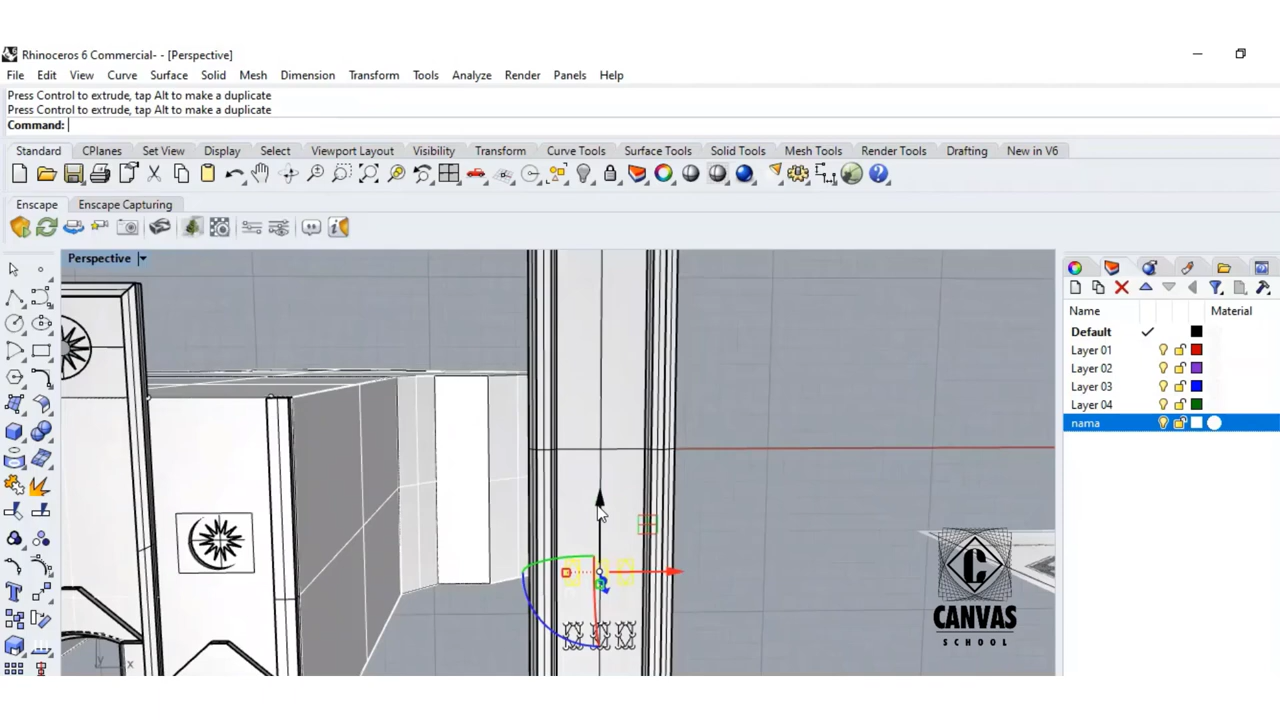 Rhinoceros 6 Commercial- - [Perspective]
File Edit View Curve Surface Solid Mesh Dimension Transform Tools Analyze Render Panels Help
Press Control to extrude, tap Alt to make a duplicate
Press Control to extrude, tap Alt to make a duplicate
Command:
Standard CPlanes Set View Display Select Viewport Layout Visibility Transform Curve Tools Surface Tools Solid Tools Mesh Tools Render Tools Drafting New in V6
Enscape Enscape Capturing
Perspective
Name Material
Default
Layer 01
Layer 02
Layer 03
Layer 04
nama
y
x
CANVAS
SCHOOL